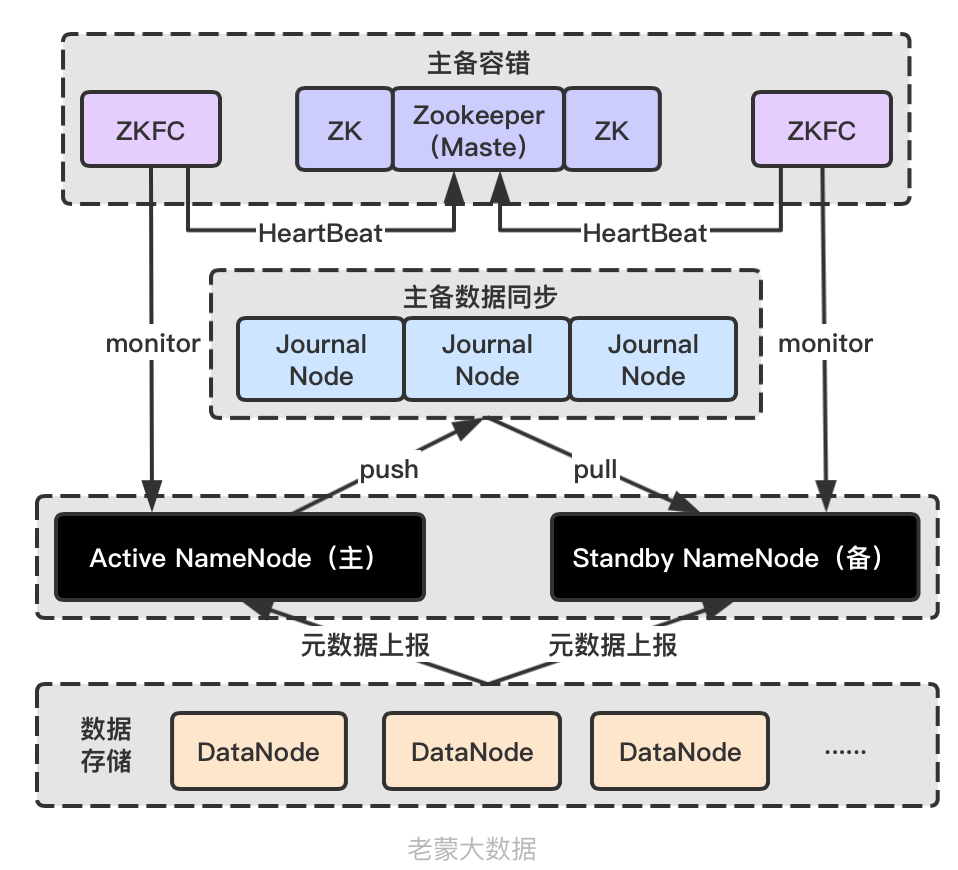 主备容错
ZKFC
ZK
Zookeeper
（Maste）
ZK
ZKFC
HeartBeat
HeartBeat
主备数据同步
monitor
Journal
Node
Journal
Node
Journal
Node
monitor
push
pull
Active NameNode（主）
Standby NameNode（备）
元数据上报
元数据上报
数据
存储
DataNode
DataNode
DataNode
······
老蒙大数据